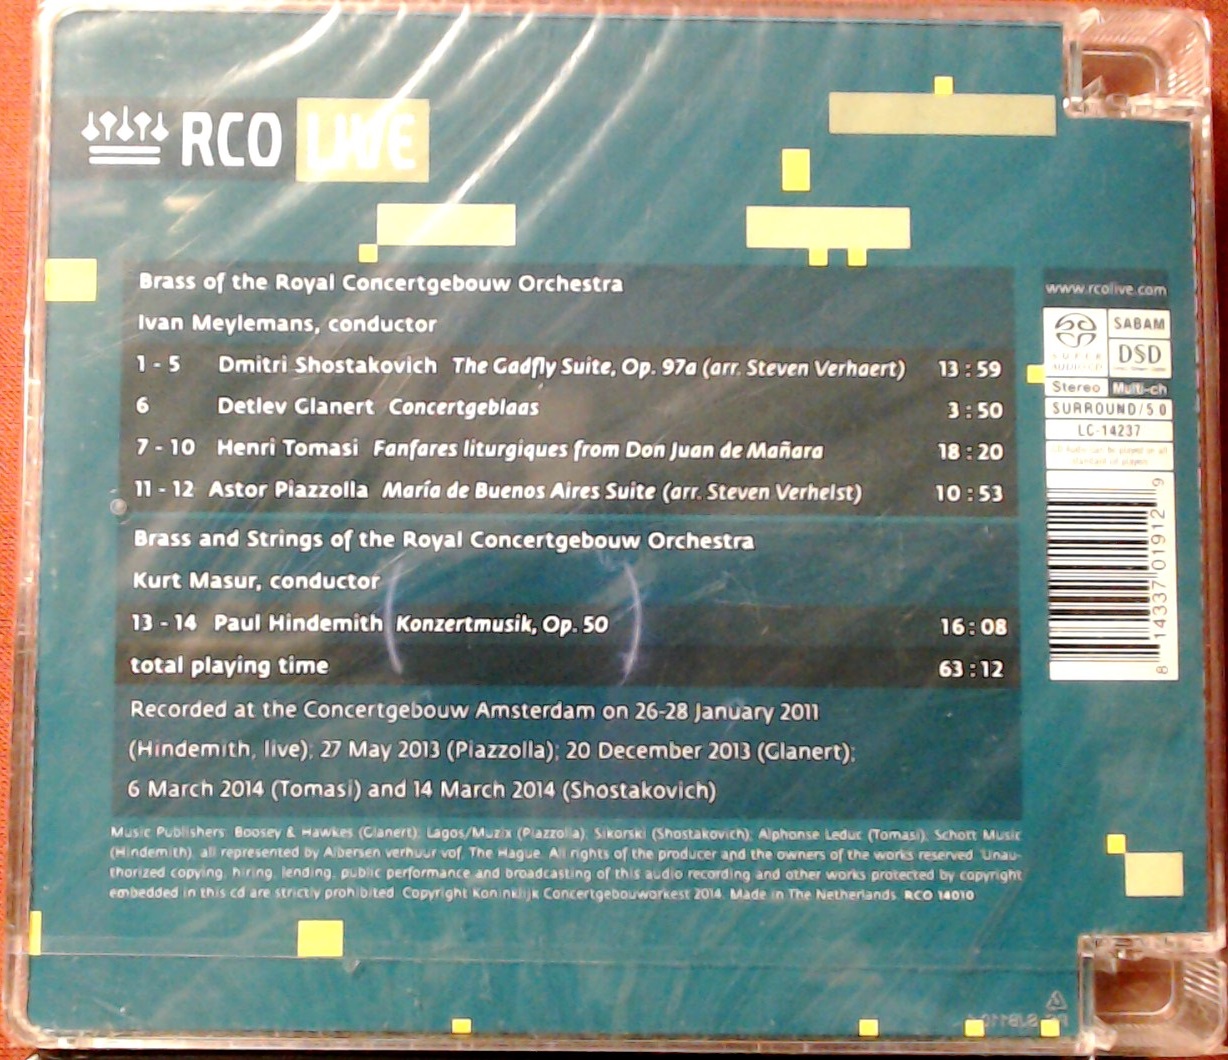 RCO LIVE
Brass of the Royal Concertgebouw Orchestra
Ivan Meylemans, conductor
1 - 5 Dmitri Shostakovich The Gadfly Suite, Op. 97a (arr. Steven Verhaert) 13 : 59
6 Detlev Glanert Concertgeblaas 3 : 50
7 - 10 Henri Tomasi Fanfares liturgiques from Don Juan de Mañara 18 : 20
11 - 12 Astor Piazzolla María de Buenos Aires Suite (arr. Steven Verhelst) 10 : 53
Brass and Strings of the Royal Concertgebouw Orchestra
Kurt Masur, conductor
13 - 14 Paul Hindemith Konzertmusik, Op. 50 16 : 08
total playing time 63 : 12
Recorded at the Concertgebouw Amsterdam on 26-28 January 2011
(Hindemith, live); 27 May 2013 (Piazzolla); 20 December 2013 (Glanert);
6 March 2014 (Tomasi) and 14 March 2014 (Shostakovich)
Music Publishers: Boosey & Hawkes (Glanert); Lagos/Muzix (Piazzolla); Sikorski (Shostakovich); Alphonse Leduc (Tomasi); Schott Music
(Hindemith), all represented by Albersen verhuur vof, The Hague. All rights of the producer and the owners of the works reserved. Unau-
thorized copying, hiring, lending, public performance and broadcasting of this audio recording and other works protected by copyright
embedded in this cd are strictly prohibited. Copyright Koninklijk Concertgebouworkest 2014. Made in The Netherlands. RCO 14010
www.rcolive.com
SUPER AUDIO CD
SABAM
DSD
Stereo Multi-ch
SURROUND/5.0
LC-14237
8 14337 01912 9